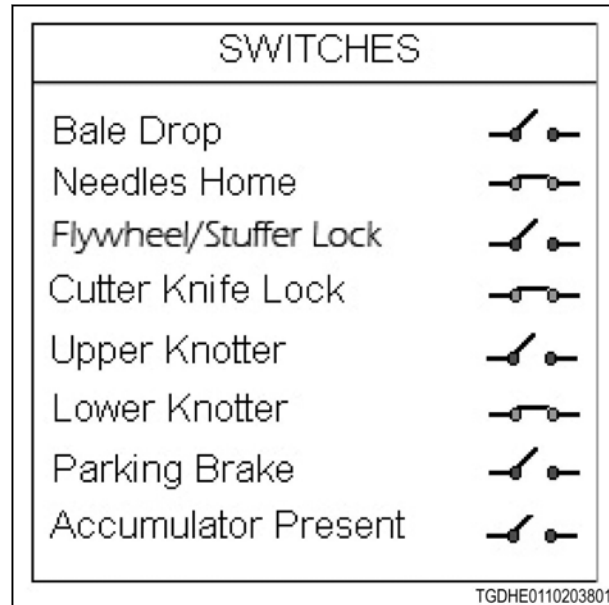 SWITCHES
Bale Drop
Needles Home
Flywheel/Stuffer Lock
Cutter Knife Lock
Upper Knotter
Lower Knotter
Parking Brake
Accumulator Present
TGDHE0110203801